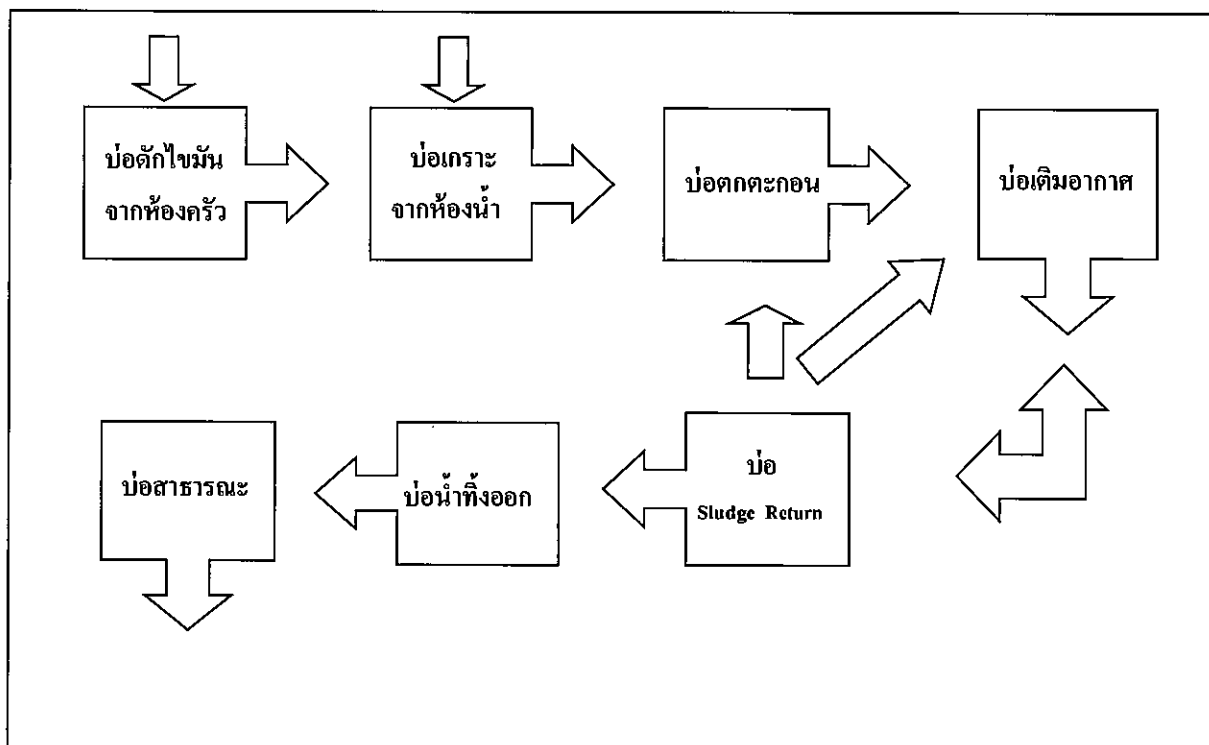 บ่อดักไขมัน
จากห้องครัว
บ่อเกราะ
จากห้องน้ำ
บ่อตกตะกอน
บ่อเติมอากาศ
บ่อสาธารณะ
บ่อน้ำทิ้งออก
บ่อ
Sludge Return